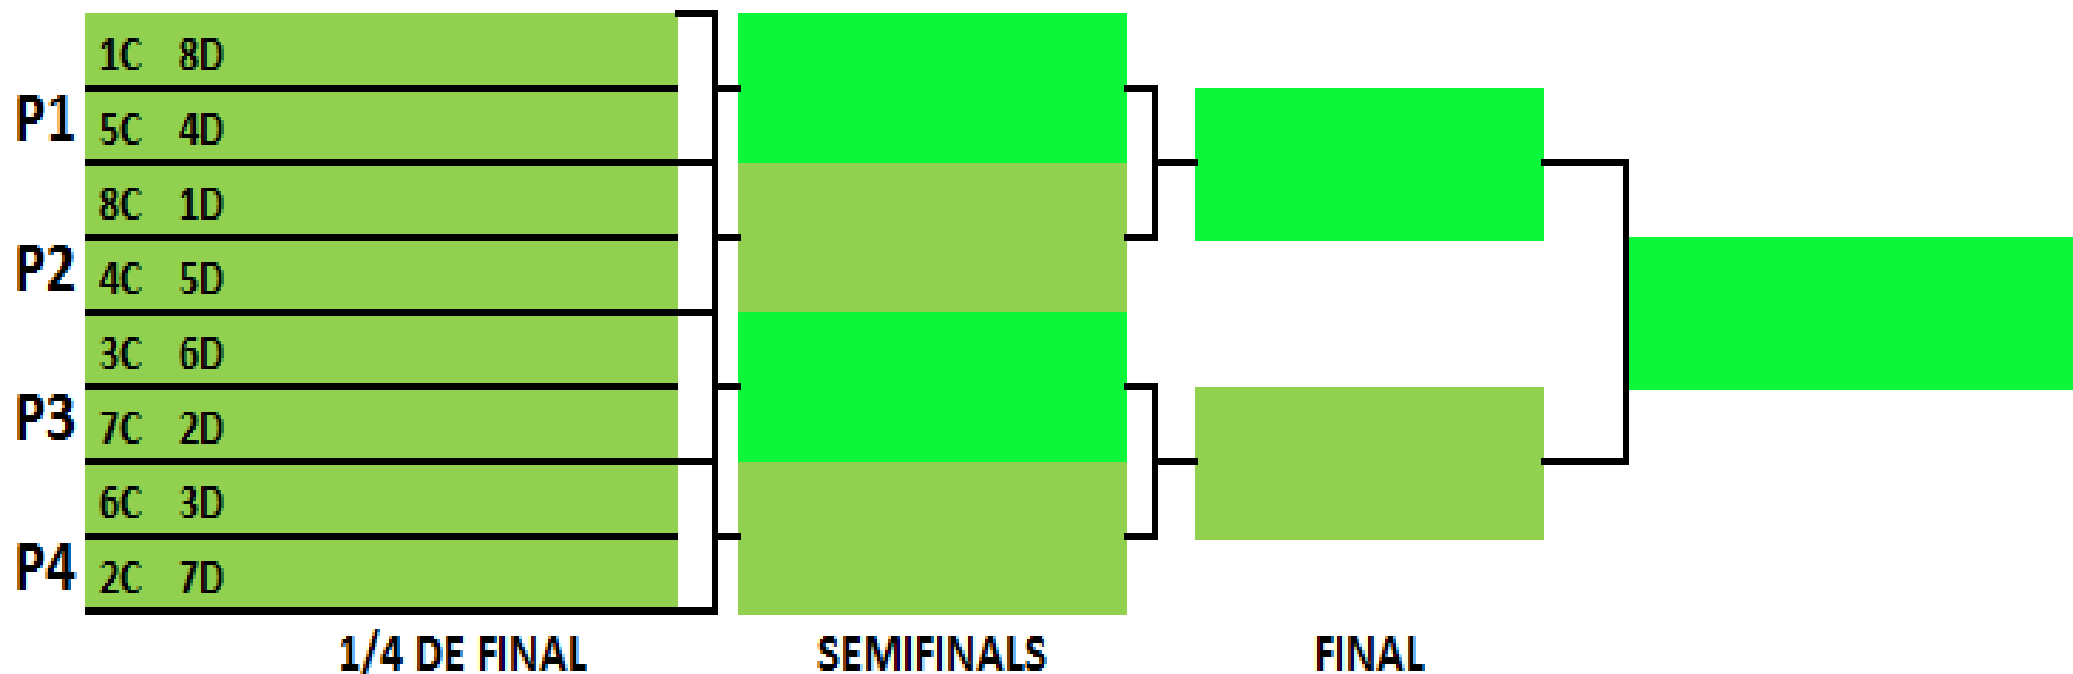 1C 8D
P1
5C 4D
8C 1D
P2
4C 5D
3C 6D
P3
7C 2D
6C 3D
P4
2C 7D
1/4 DE FINAL SEMIFINALS FINAL